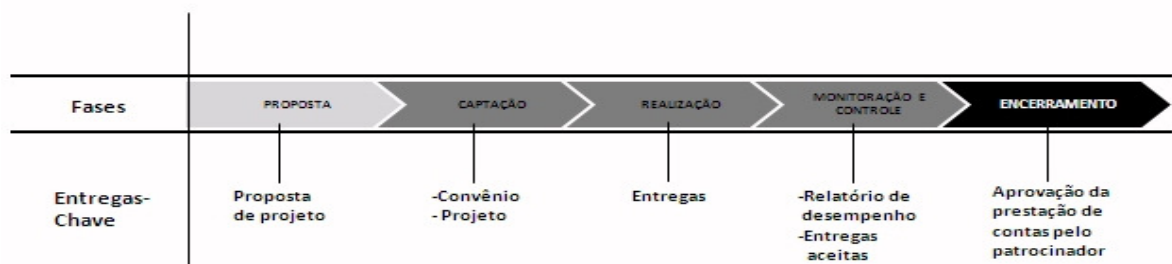 Fases
PROPOSTA
CAPTAÇÃO
REALIZAÇÃO
MONITORAÇÃO E
CONTROLE
ENCERRAMENTO
Entregas-
Chave
Proposta
de projeto
-Convênio
- Projeto
Entregas
-Relatório de
desempenho
-Entregas
aceitas
Aprovação da
prestação de
contas pelo
patrocinador